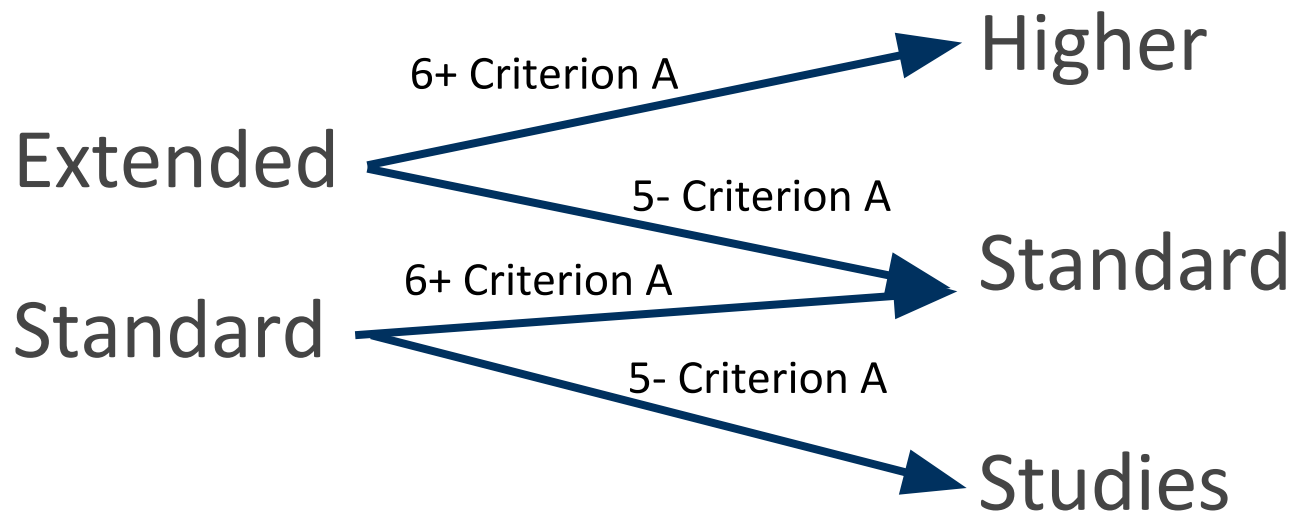 Higher
6+ Criterion A
Extended
5- Criterion A
Standard
6+ Criterion A
Standard
5- Criterion A
Studies